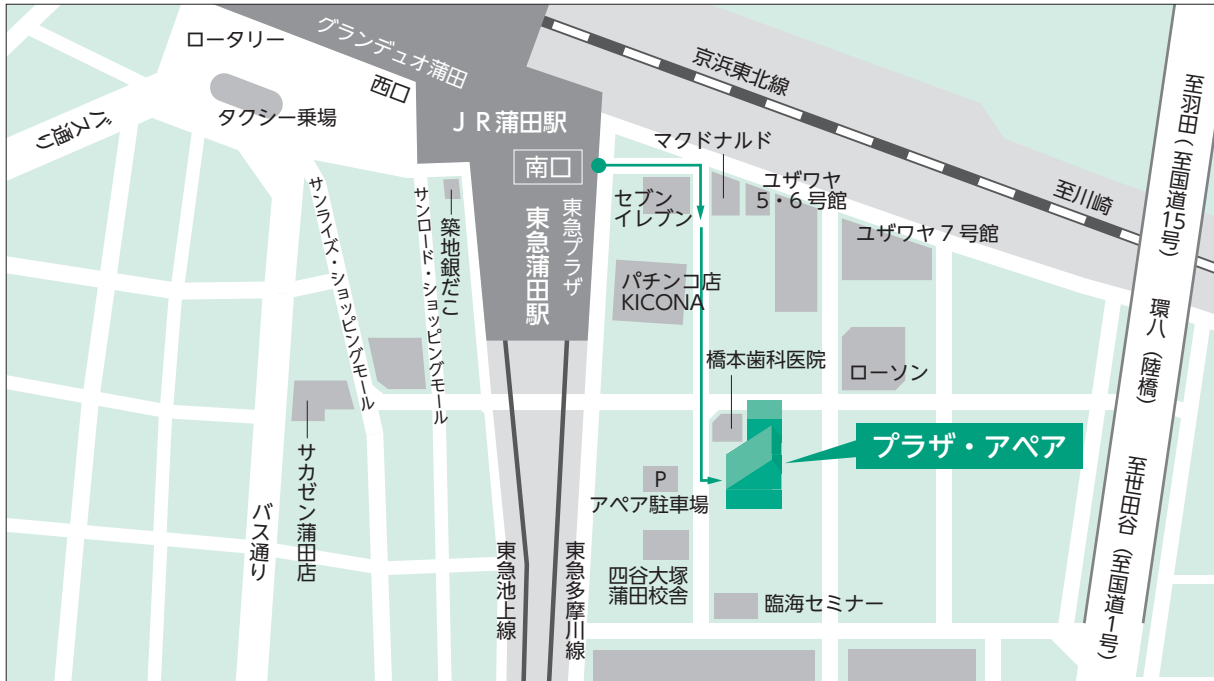 ロータリー
グランデュオ蒲田
西口
タクシー乗場
バス通り
ＪＲ蒲田駅
南口
東急プラザ
東急蒲田駅
京浜東北線
至川崎
至羽田（至国道15号）
環八（陸橋）
至世田谷（至国道1号）
マクドナルド
ユザワヤ
5・6号館
ユザワヤ7号館
セブン
イレブン
パチンコ店
KICONA
サンライズ・ショッピングモール
サンロード・ショッピングモール
築地銀だこ
橋本歯科医院
ローソン
プラザ・アペア
サカゼン蒲田店
バス通り
P
アペア駐車場
東急池上線
東急多摩川線
四谷大塚
蒲田校舎
臨海セミナー